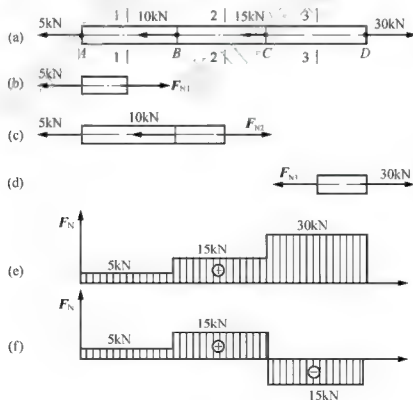 1 2 3
(a) 5kN 10kN 15kN 30kN
A B C D
1 2 3
(b) 5kN F_N1
(c) 5kN 10kN F_N2
(d) F_N3 30kN
(e) F_N 5kN 15kN ⊕ 30kN
(f) F_N 5kN 15kN ⊕ ⊖ 15kN